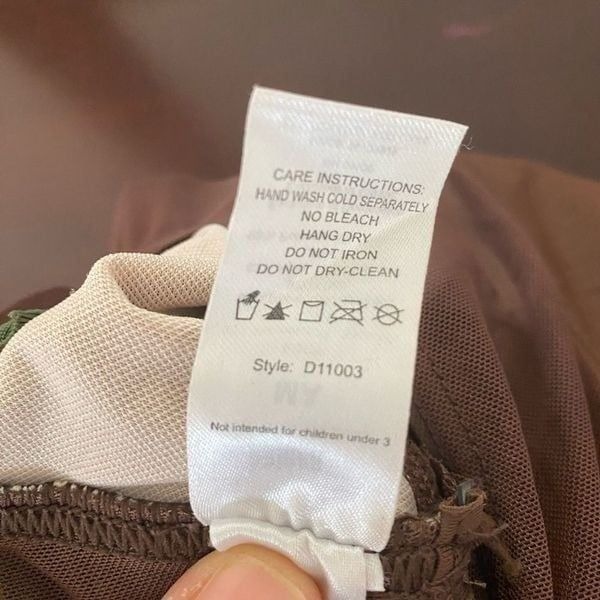 CARE INSTRUCTIONS:
HAND WASH COLD SEPARATELY
NO BLEACH
HANG DRY
DO NOT IRON
DO NOT DRY-CLEAN
Style: D11003
Not intended for children under 3